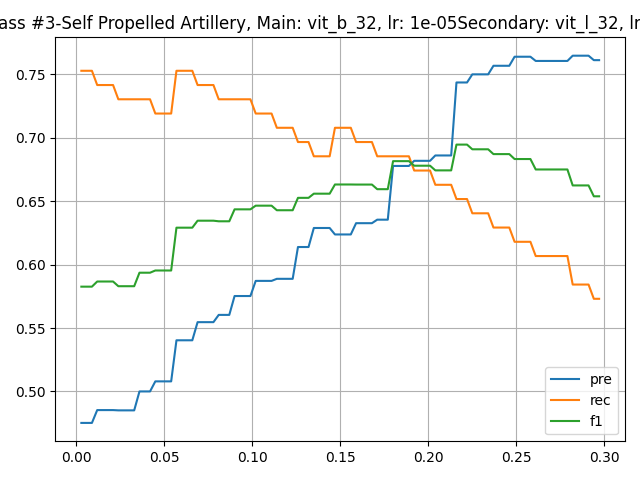 ass #3-Self Propelled Artillery, Main: vit_b_32, lr: 1e-05Secondary: vit_l_32, lr
0.75
0.70
0.65
0.60
0.55
0.50
pre
rec
f1
0.00 0.05 0.10 0.15 0.20 0.25 0.30